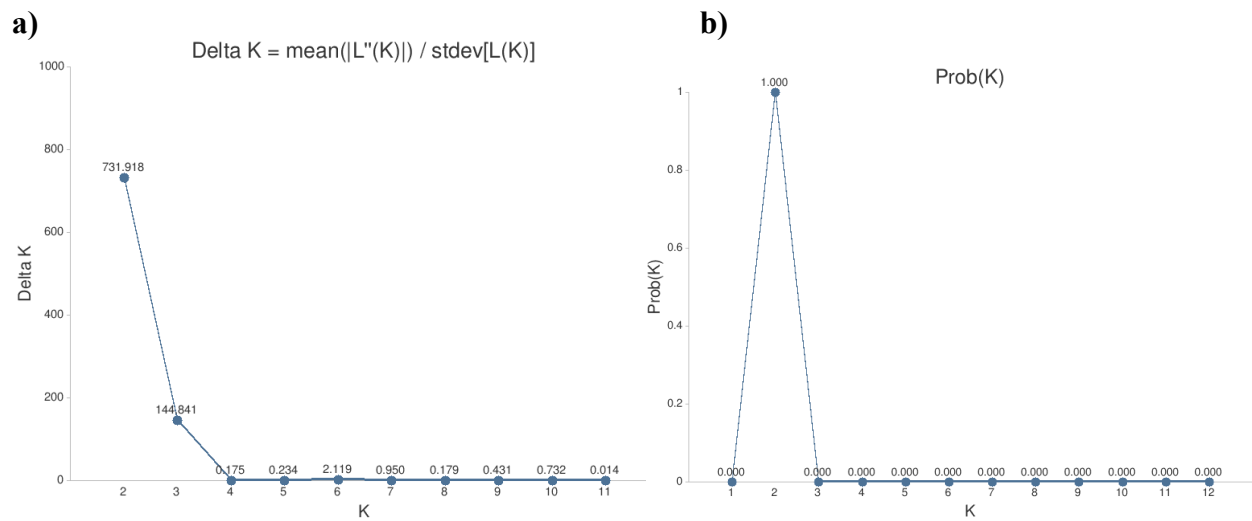 a)
Delta K = mean(|L"(K)|) / stdev[L(K)]
1000
800
600
400
200
0
Delta K
731.918
144.841
0.175 0.234 2.119 0.950 0.179 0.431 0.732 0.014
2 3 4 5 6 7 8 9 10 11
K
b)
Prob(K)
1
0.8
0.6
0.4
0.2
0
Prob(K)
1.000
0.000 0.000 0.000 0.000 0.000 0.000 0.000 0.000 0.000 0.000 0.000
1 2 3 4 5 6 7 8 9 10 11 12
K